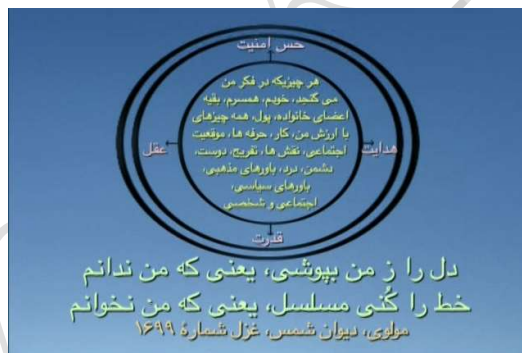 حس امنیت
هر چیزیکه در فکر من
می گنجد، خودم، همسرم، بقیه
اعضای خانواده، پول، همه چیزهای
با ارزش من، کار، حرفه ها، موقعیت
اجتماعی، نقش ها، تفریح، دوست،
دشمن، درد، باورهای مذهبی،
باورهای سیاسی،
اجتماعی و شخصی
هدایت
عقل
قدرت
دل را ز من بپوشی، یعنی که من ندانم
خط را کُنی مسلسل، یعنی که من نخوانم
مولوی، دیوان شمس، غزل شمارهٔ ۱۶۹۹